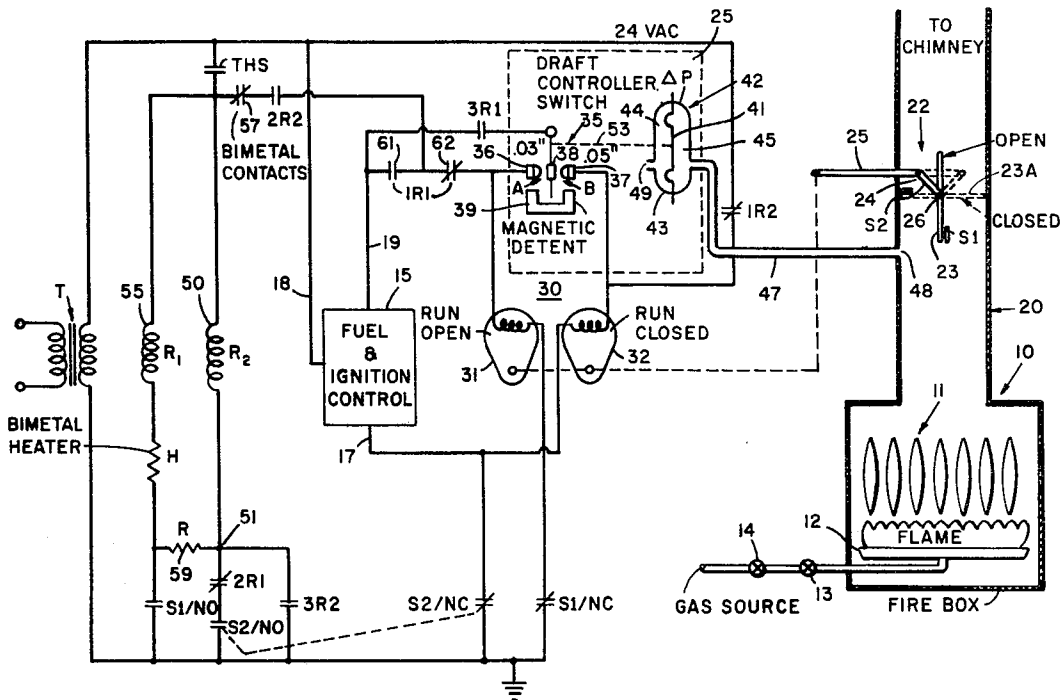 24 VAC
25
TO
CHIMNEY
THS
DRAFT
CONTROLLER
SWITCH
ΔP
42
44
41
45
22
OPEN
57
2R2
BIMETAL
CONTACTS
3R1
35
53
61
62
.03"
36
38
.05"
37
A
B
1R1
39
MAGNETIC
DETENT
49
43
1R2
25
24
23A
S2
26
CLOSED
S1
23
47
48
19
18
15
30
20
10
T
55
50
R1
R2
FUEL
&
IGNITION
CONTROL
RUN
OPEN
31
RUN
CLOSED
32
BIMETAL
HEATER
H
17
11
R
51
59
2R1
S1/NO
S2/NO
3R2
S2/NC
S1/NC
12
FLAME
14
13
GAS SOURCE
FIRE BOX